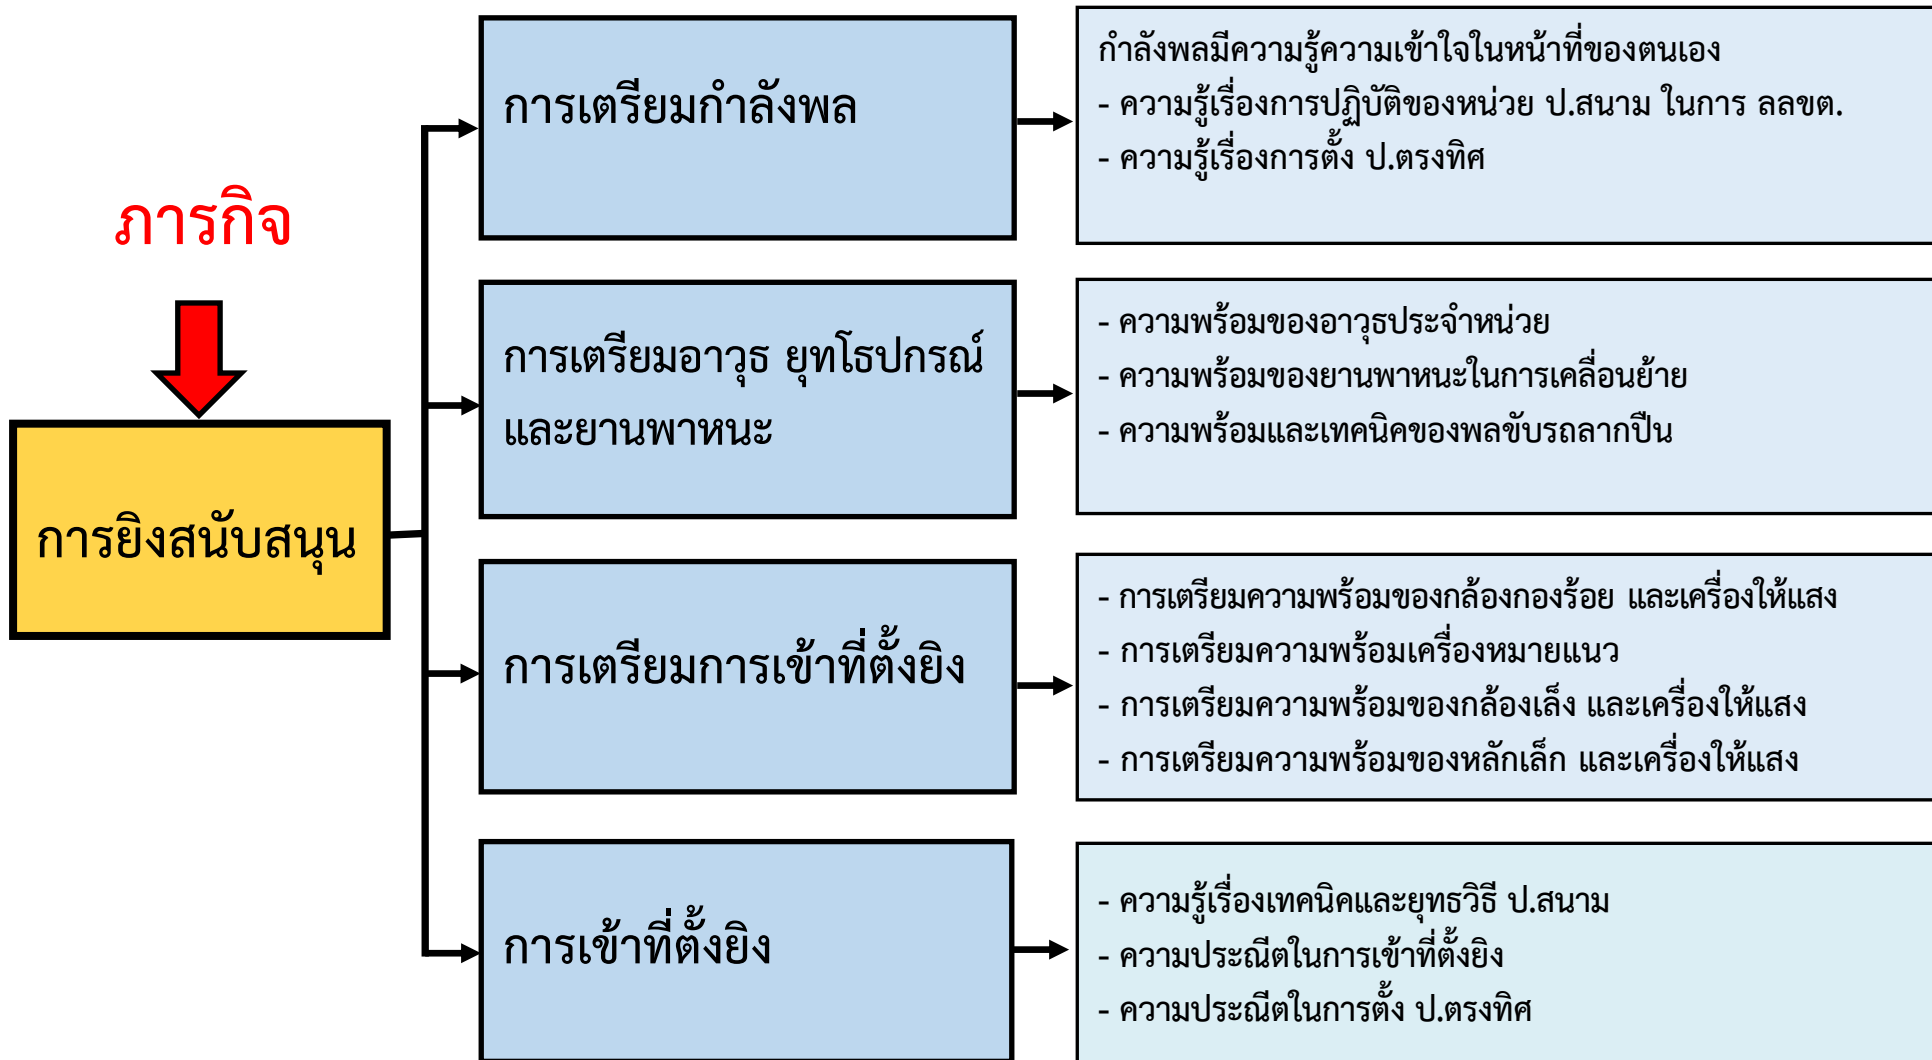 ภารกิจ
การยิงสนับสนุน
การเตรียมกำลังพล
กำลังพลมีความรู้ความเข้าใจในหน้าที่ของตนเอง
- ความรู้เรื่องการปฏิบัติของหน่วย ป.สนาม ในการ ลลขต.
- ความรู้เรื่องการตั้ง ป.ตรงทิศ
การเตรียมอาวุธ ยุทโธปกรณ์
และยานพาหนะ
- ความพร้อมของอาวุธประจำหน่วย
- ความพร้อมของยานพาหนะในการเคลื่อนย้าย
- ความพร้อมและเทคนิคของพลขับรถลากปืน
การเตรียมการเข้าที่ตั้งยิง
- การเตรียมความพร้อมของกล้องกองร้อย และเครื่องให้แสง
- การเตรียมความพร้อมเครื่องหมายแนว
- การเตรียมความพร้อมของกล้องเล็ง และเครื่องให้แสง
- การเตรียมความพร้อมของหลักเล็ก และเครื่องให้แสง
การเข้าที่ตั้งยิง
- ความรู้เรื่องเทคนิคและยุทธวิธี ป.สนาม
- ความประณีตในการเข้าที่ตั้งยิง
- ความประณีตในการตั้ง ป.ตรงทิศ